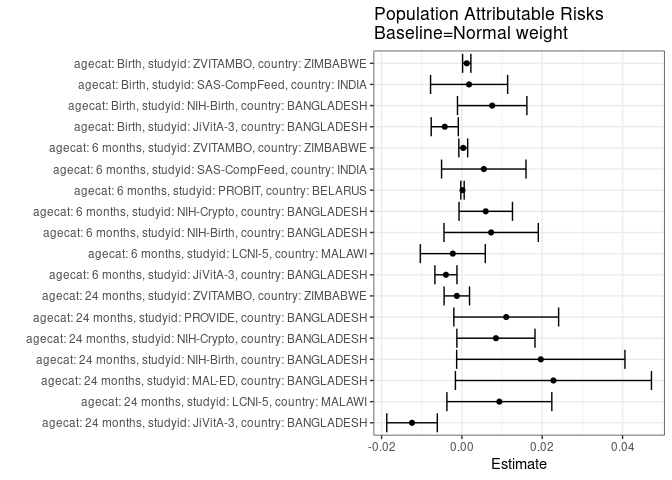 Population Attributable Risks
Baseline=Normal weight
agecat: Birth, studyid: ZVITAMBO, country: ZIMBABWE
agecat: Birth, studyid: SAS-CompFeed, country: INDIA
agecat: Birth, studyid: NIH-Birth, country: BANGLADESH
agecat: Birth, studyid: JiVitA-3, country: BANGLADESH
agecat: 6 months, studyid: ZVITAMBO, country: ZIMBABWE
agecat: 6 months, studyid: SAS-CompFeed, country: INDIA
agecat: 6 months, studyid: PROBIT, country: BELARUS
agecat: 6 months, studyid: NIH-Crypto, country: BANGLADESH
agecat: 6 months, studyid: NIH-Birth, country: BANGLADESH
agecat: 6 months, studyid: LCNI-5, country: MALAWI
agecat: 6 months, studyid: JiVitA-3, country: BANGLADESH
agecat: 24 months, studyid: ZVITAMBO, country: ZIMBABWE
agecat: 24 months, studyid: PROVIDE, country: BANGLADESH
agecat: 24 months, studyid: NIH-Crypto, country: BANGLADESH
agecat: 24 months, studyid: NIH-Birth, country: BANGLADESH
agecat: 24 months, studyid: MAL-ED, country: BANGLADESH
agecat: 24 months, studyid: LCNI-5, country: MALAWI
agecat: 24 months, studyid: JiVitA-3, country: BANGLADESH
-0.02 0.00 0.02 0.04
Estimate